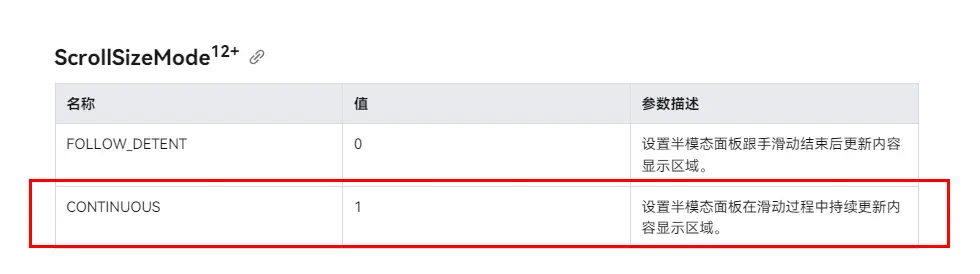 ScrollSizeMode12+
名称 值 参数描述
FOLLOW_DETENT 0 设置半模态面板跟手滑动结束后更新内容
显示区域。
CONTINUOUS 1 设置半模态面板在滑动过程中持续更新内
容显示区域。